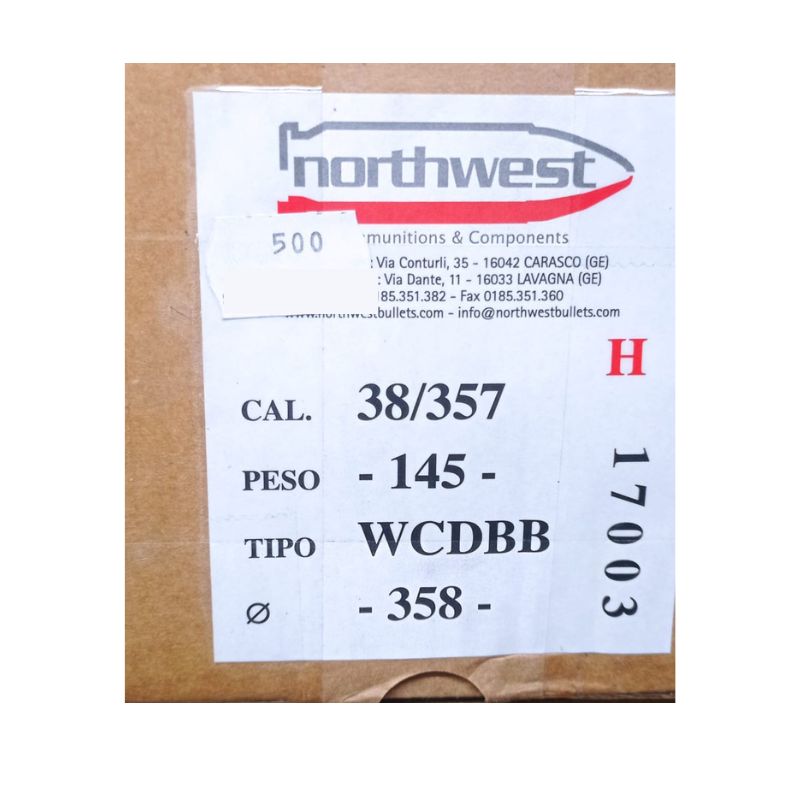 northwest
500
munitions & Components
: Via Conturli, 35 - 16042 CARASCO (GE)
: Via Dante, 11 - 16033 LAVAGNA (GE)
185.351.382 - Fax 0185.351.360
www.northwestbullets.com - info@northwestbullets.com
H
CAL. 38/357
PESO - 145 -
TIPO WCDBB
Ø - 358 -
17003